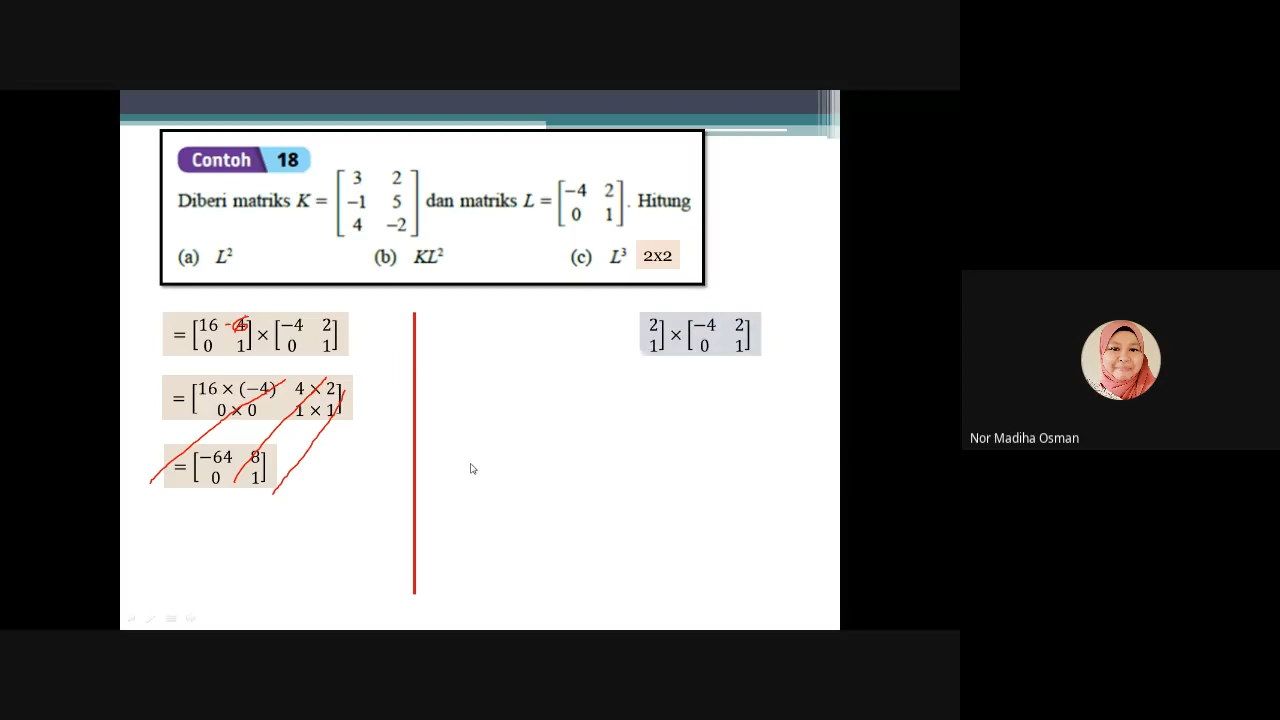 Contoh 18
Diberi matriks K = [3 2; -1 5; 4 -2] dan matriks L = [-4 2; 0 1]. Hitung
(a) L² (b) KL² (c) L³ 2x2
= [16 4; 0 1] × [-4 2; 0 1]
= [16 × (-4) 4 × 2; 0 × 0 1 × 1]
= [-64 8; 0 1]
2; 1] × [-4 2; 0 1]
Nor Madiha Osman